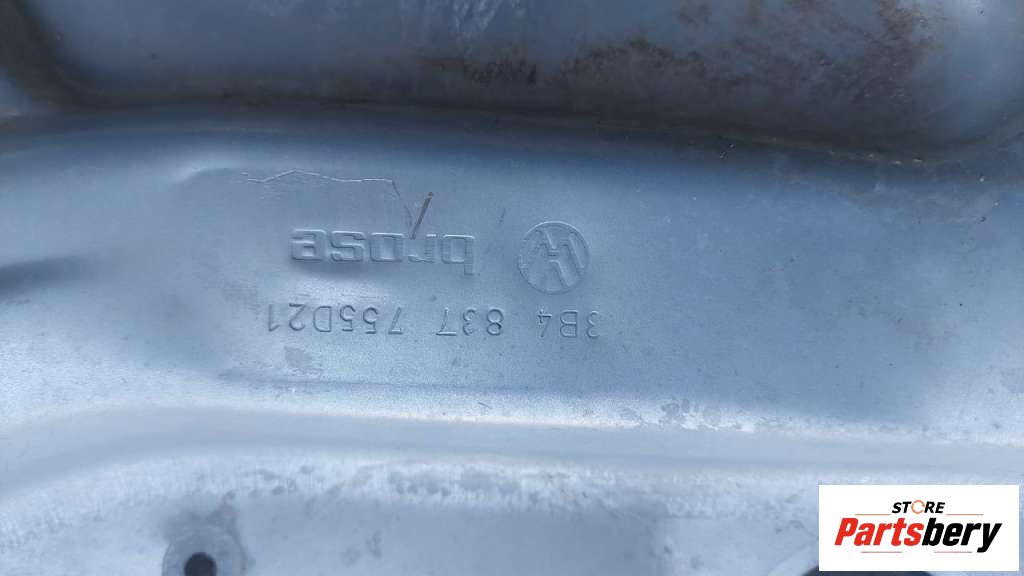 brose
3B4 837 755D21
STORE
Partsbery